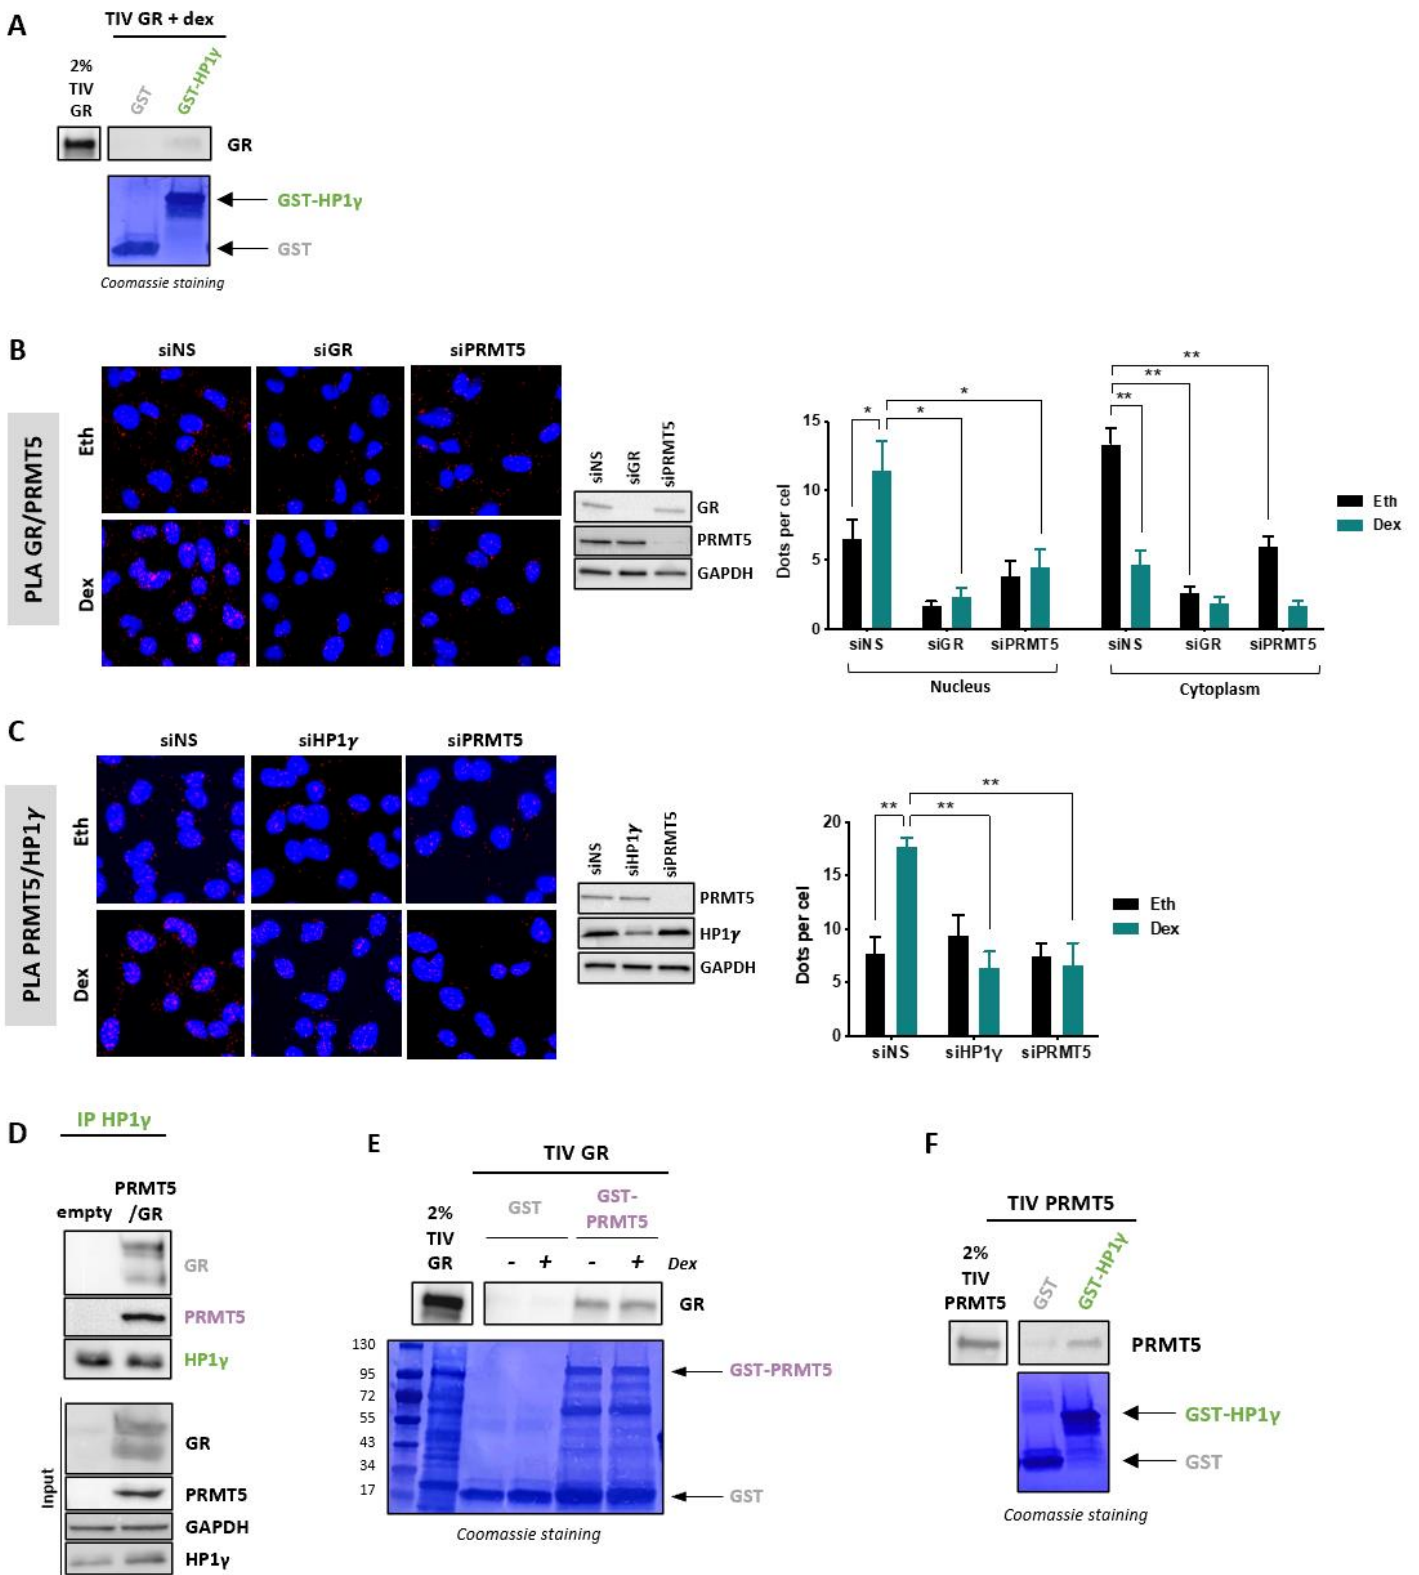 A
TIV GR + dex
2%
TIV
GR
GST
GST-HP1γ
GR
GST-HP1γ
GST
Coomassie staining
B
PLA GR/PRMT5
siNS
siGR
siPRMT5
Eth
Dex
siNS
siGR
siPRMT5
GR
PRMT5
GAPDH
Dots per cel
15
10
5
0
*
*
*
**
**
**
Eth
Dex
siNS
siGR
siPRMT5
siNS
siGR
siPRMT5
Nucleus
Cytoplasm
C
PLA PRMT5/HP1γ
siNS
siHP1γ
siPRMT5
Eth
Dex
siNS
siHP1γ
siPRMT5
PRMT5
HP1γ
GAPDH
Dots per cel
20
15
10
5
0
**
**
**
Eth
Dex
siNS
siHP1γ
siPRMT5
D
IP HP1γ
empty
PRMT5
/GR
GR
PRMT5
HP1γ
Input
GR
PRMT5
GAPDH
HP1γ
E
TIV GR
2%
TIV
GR
GST
GST-
PRMT5
- + - + Dex
GR
130
95
72
55
43
34
17
GST-PRMT5
GST
Coomassie staining
F
TIV PRMT5
2%
TIV
PRMT5
GST
GST-HP1γ
PRMT5
GST-HP1γ
GST
Coomassie staining